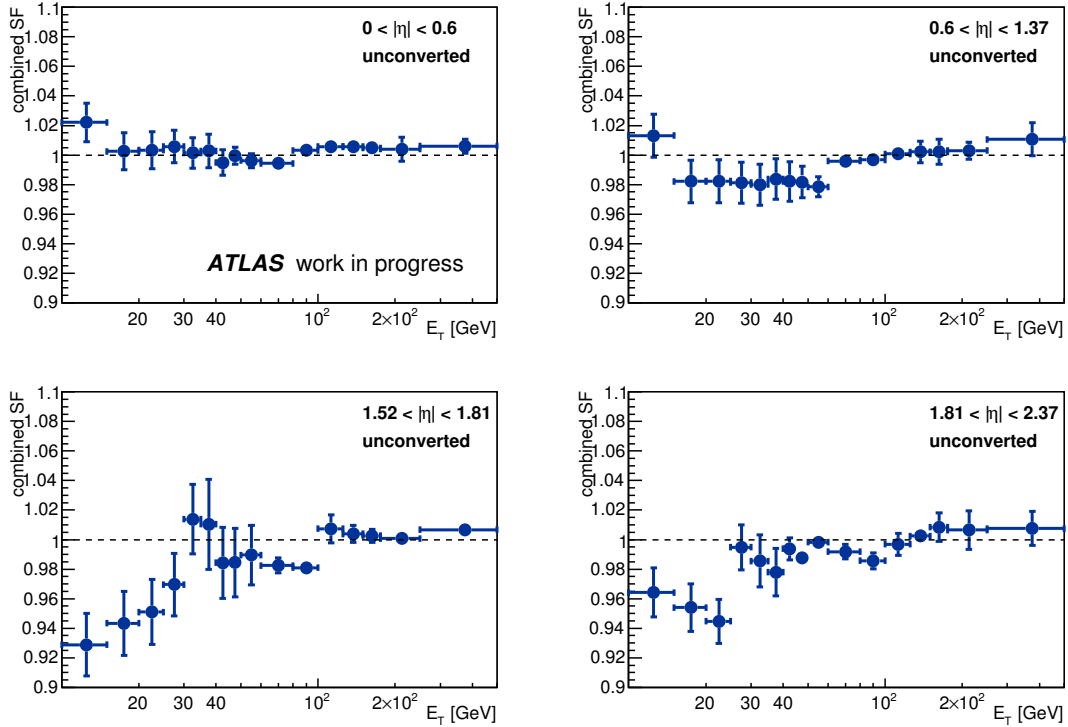 combined SF
1.1
1.08
1.06
1.04
1.02
1
0.98
0.96
0.94
0.92
0.9
0 < |η| < 0.6
unconverted
ATLAS work in progress
20 30 40 10² 2×10²
E_T [GeV]
combined SF
1.1
1.08
1.06
1.04
1.02
1
0.98
0.96
0.94
0.92
0.9
0.6 < |η| < 1.37
unconverted
20 30 40 10² 2×10²
E_T [GeV]
combined SF
1.1
1.08
1.06
1.04
1.02
1
0.98
0.96
0.94
0.92
0.9
1.52 < |η| < 1.81
unconverted
20 30 40 10² 2×10²
E_T [GeV]
combined SF
1.1
1.08
1.06
1.04
1.02
1
0.98
0.96
0.94
0.92
0.9
1.81 < |η| < 2.37
unconverted
20 30 40 10² 2×10²
E_T [GeV]